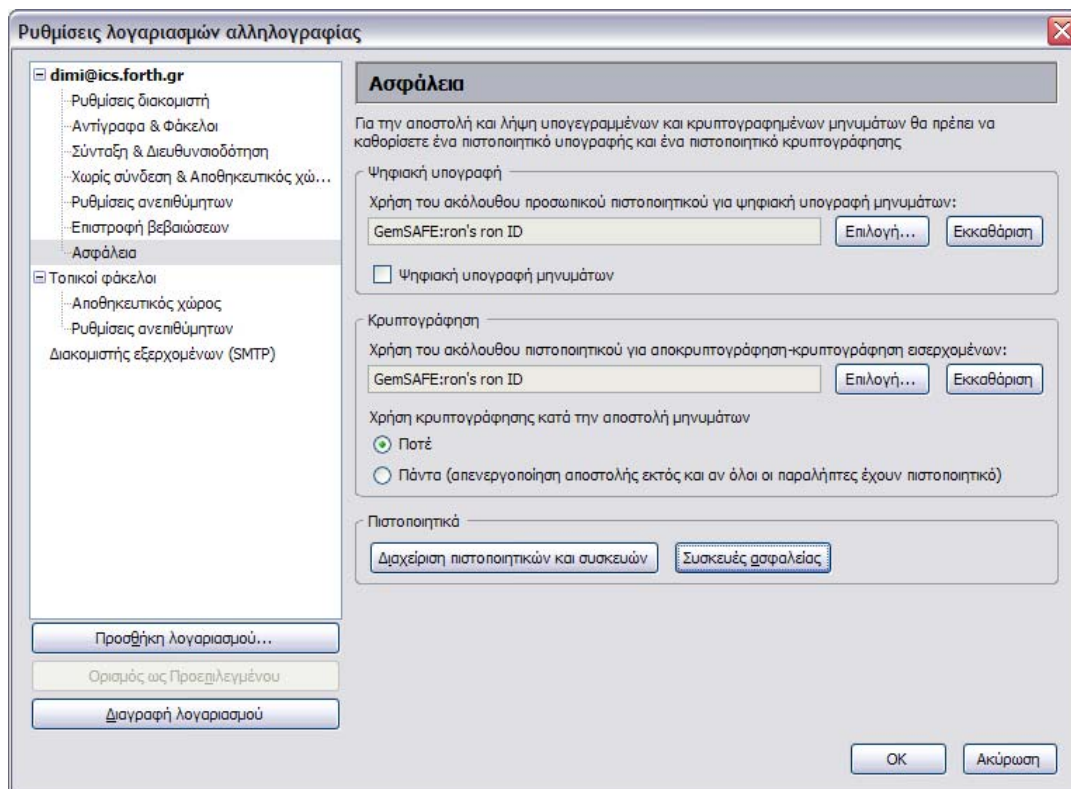 Ρυθμίσεις λογαριασμών αλληλογραφίας
dimi@ics.forth.gr
Ρυθμίσεις διακομιστή
Αντίγραφα & Φάκελοι
Σύνταξη & Διευθυνσιοδότηση
Χωρίς σύνδεση & Αποθηκευτικός χώ...
Ρυθμίσεις ανεπιθύμητων
Επιστροφή βεβαιώσεων
Ασφάλεια
Τοπικοί φάκελοι
Αποθηκευτικός χώρος
Ρυθμίσεις ανεπιθύμητων
Διακομιστής εξερχομένων (SMTP)
Προσθήκη λογαριασμού...
Ορισμός ως Προεπιλεγμένου
Διαγραφή λογαριασμού
Ασφάλεια
Για την αποστολή και λήψη υπογεγραμμένων και κρυπτογραφημένων μηνυμάτων θα πρέπει να
καθορίσετε ένα πιστοποιητικό υπογραφής και ένα πιστοποιητικό κρυπτογράφησης
Ψηφιακή υπογραφή
Χρήση του ακόλουθου προσωπικού πιστοποιητικού για ψηφιακή υπογραφή μηνυμάτων:
GemSAFE:ron's ron ID
Επιλογή...
Εκκαθάριση
Ψηφιακή υπογραφή μηνυμάτων
Κρυπτογράφηση
Χρήση του ακόλουθου πιστοποιητικού για αποκρυπτογράφηση-κρυπτογράφηση εισερχομένων:
GemSAFE:ron's ron ID
Επιλογή...
Εκκαθάριση
Χρήση κρυπτογράφησης κατά την αποστολή μηνυμάτων
Ποτέ
Πάντα (απενεργοποίηση αποστολής εκτός και αν όλοι οι παραλήπτες έχουν πιστοποιητικό)
Πιστοποιητικά
Διαχείριση πιστοποιητικών και συσκευών
Συσκευές ασφαλείας
OK
Ακύρωση